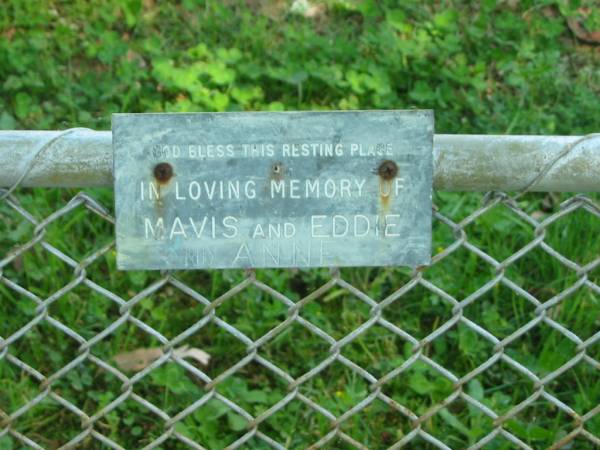 GOD BLESS THIS RESTING PLACE
IN LOVING MEMORY OF
MAVIS AND EDDIE
AND ANNE